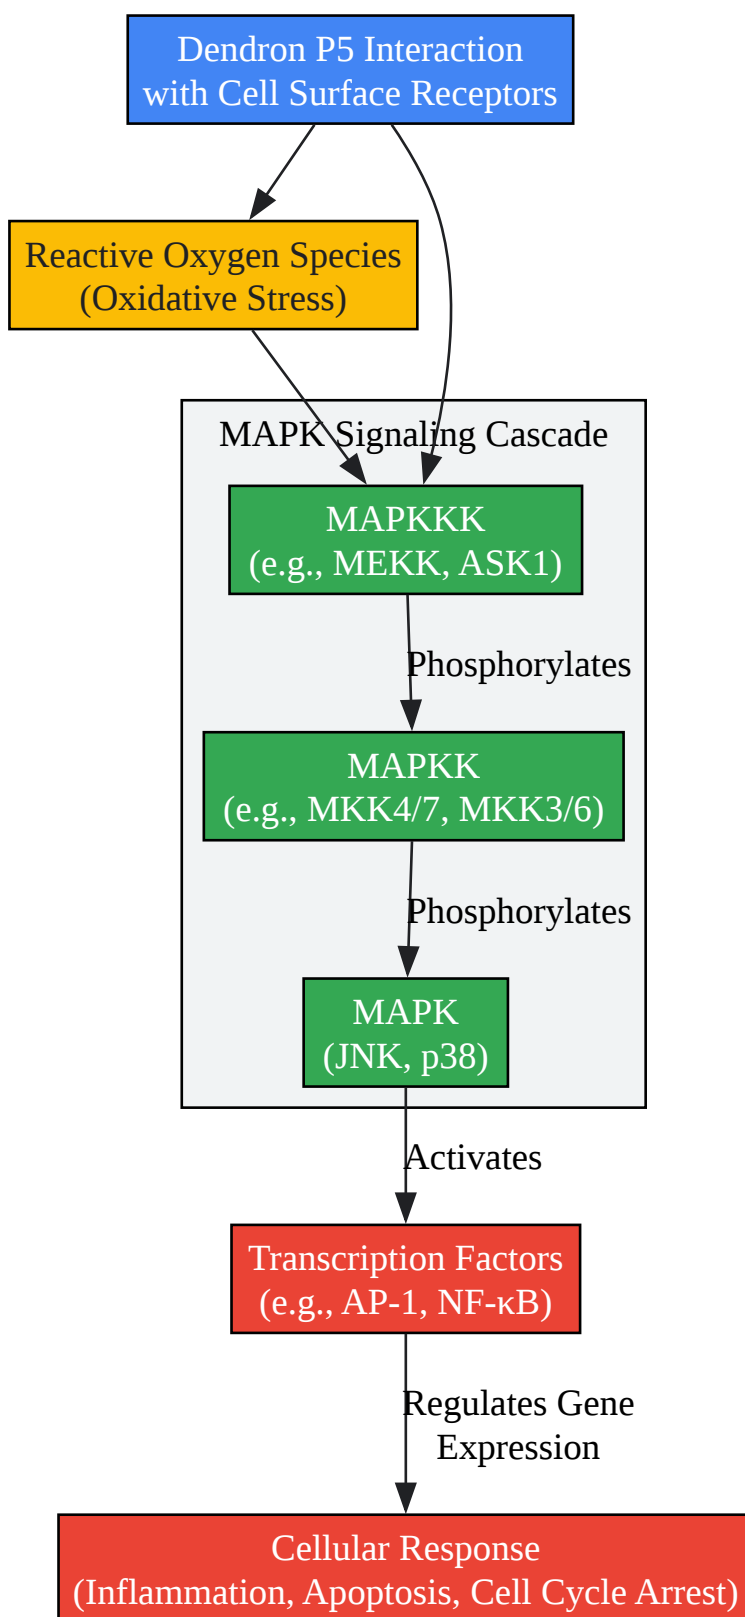 Dendron P5 Interaction
with Cell Surface Receptors
Reactive Oxygen Species
(Oxidative Stress)
MAPK Signaling Cascade
MAPKKK
(e.g., MEKK, ASK1)
Phosphorylates
MAPKK
(e.g., MKK4/7, MKK3/6)
Phosphorylates
MAPK
(JNK, p38)
Activates
Transcription Factors
(e.g., AP-1, NF-κB)
Regulates Gene
Expression
Cellular Response
(Inflammation, Apoptosis, Cell Cycle Arrest)